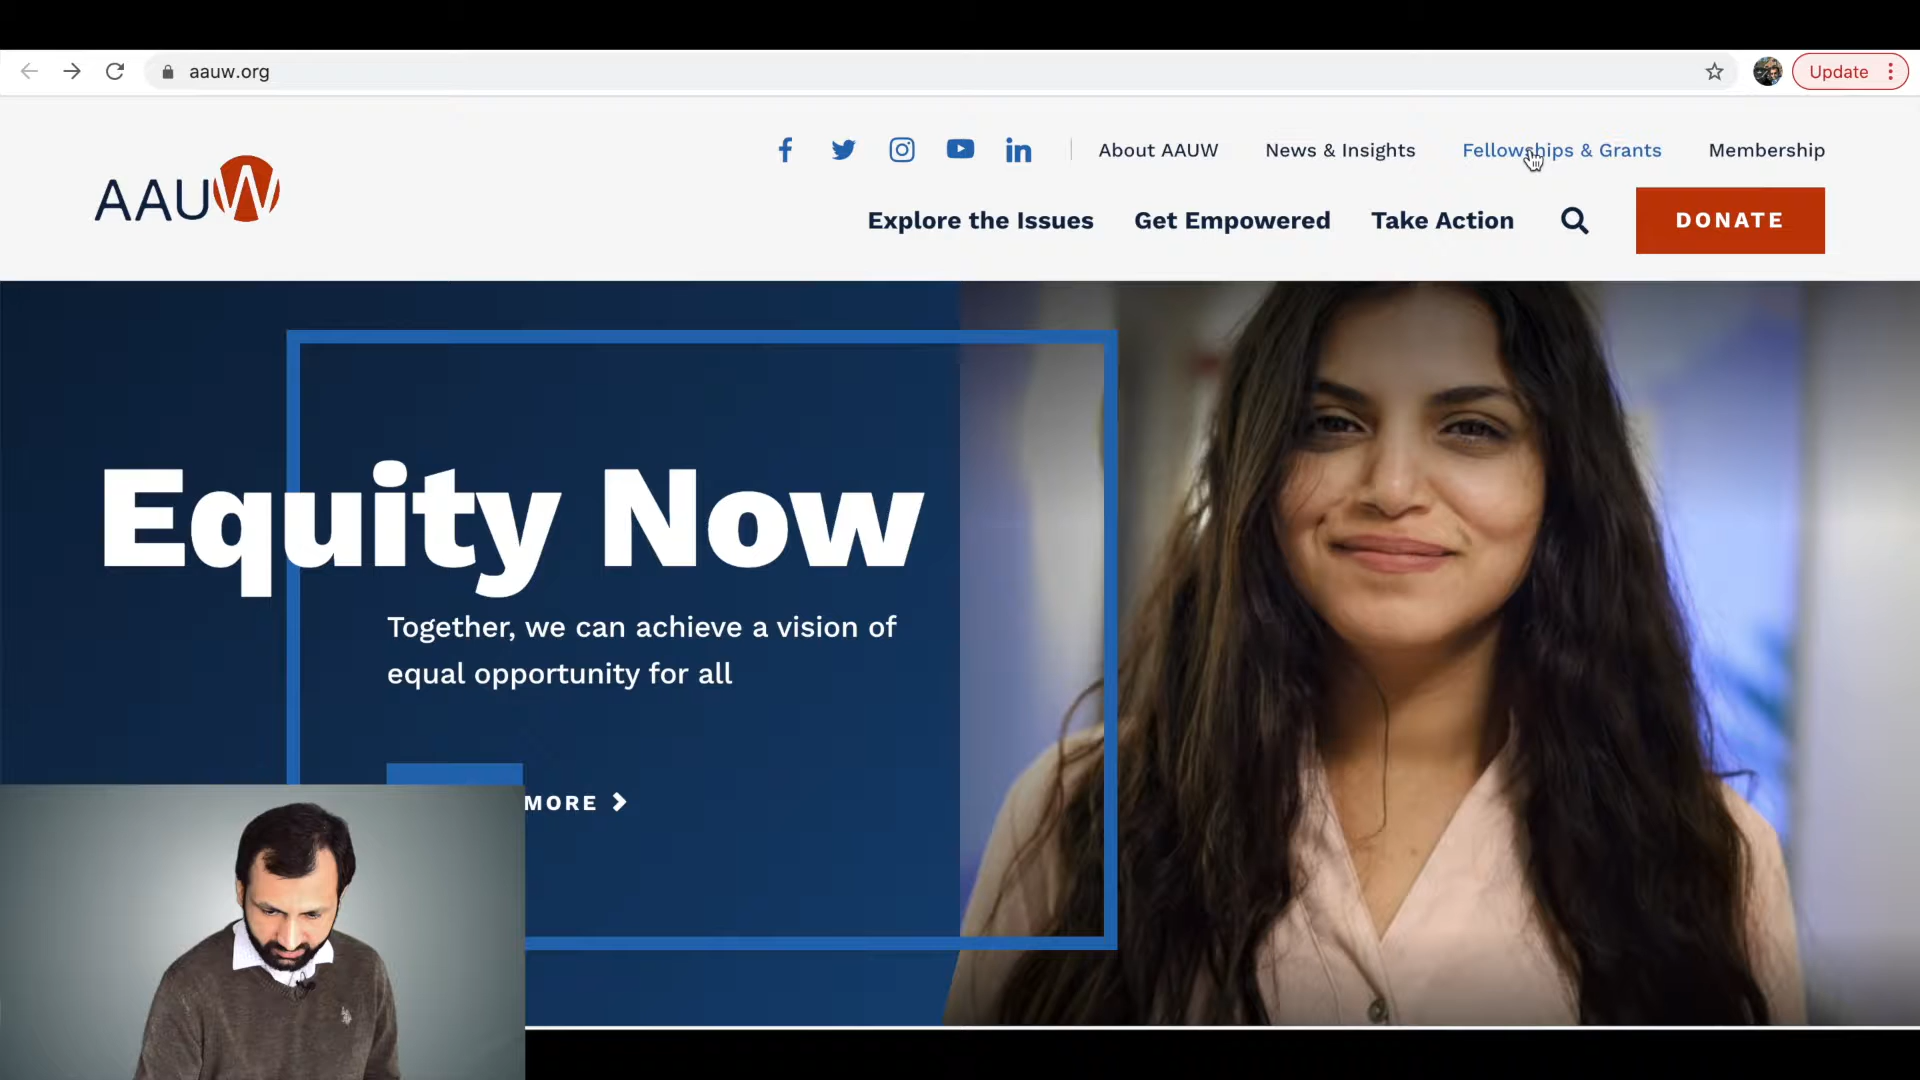 aauw.org
Update
AAUW
About AAUW
News & Insights
Fellowships & Grants
Membership
Explore the Issues
Get Empowered
Take Action
DONATE
Equity Now
Together, we can achieve a vision of
equal opportunity for all
MORE